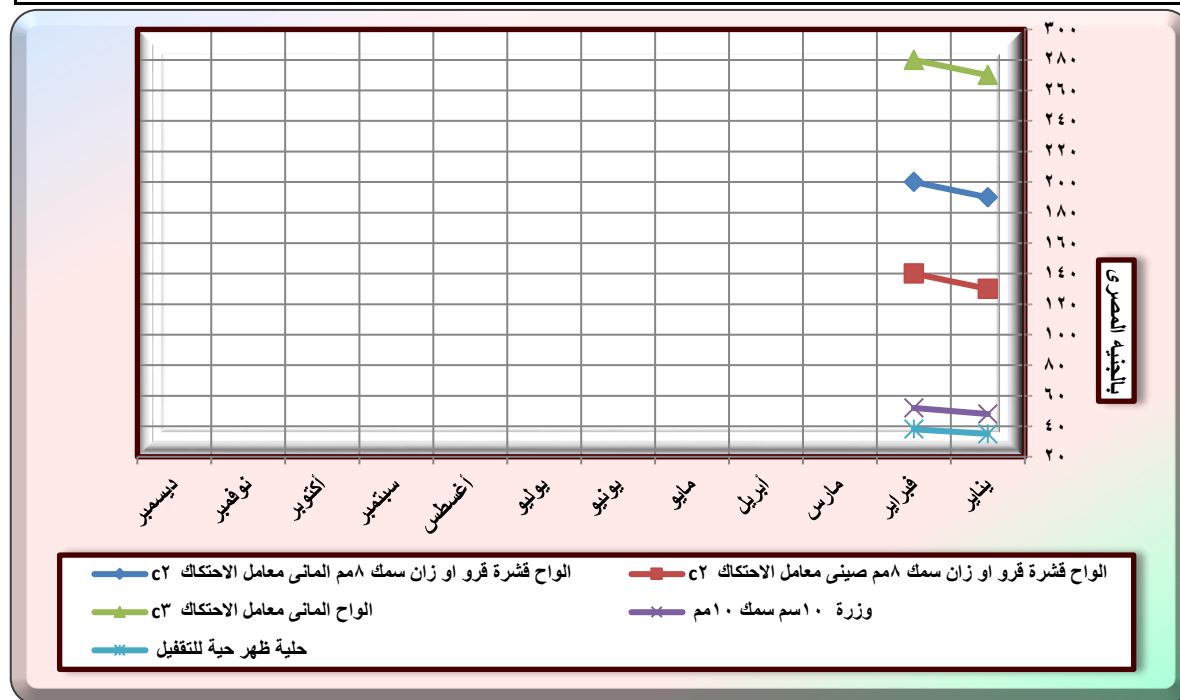 ٣٠٠
٢٨٠
٢٦٠
٢٤٠
٢٢٠
٢٠٠
١٨٠
١٦٠
١٤٠
١٢٠
١٠٠
٨٠
٦٠
٤٠
٢٠
بالجنيه المصرى
يناير
فبراير
مارس
أبريل
مايو
يونيو
يوليو
أغسطس
سبتمبر
أكتوبر
نوفمبر
ديسمبر
الواح قشرة قرو او زان سمك ٨مم صينى معامل الاحتكاك c٢
الواح قشرة قرو او زان سمك ٨مم المانى معامل الاحتكاك c٢
وزرة ١٠سم سمك ١٠مم
الواح المانى معامل الاحتكاك c٣
حلية ظهر حية للتقفيل